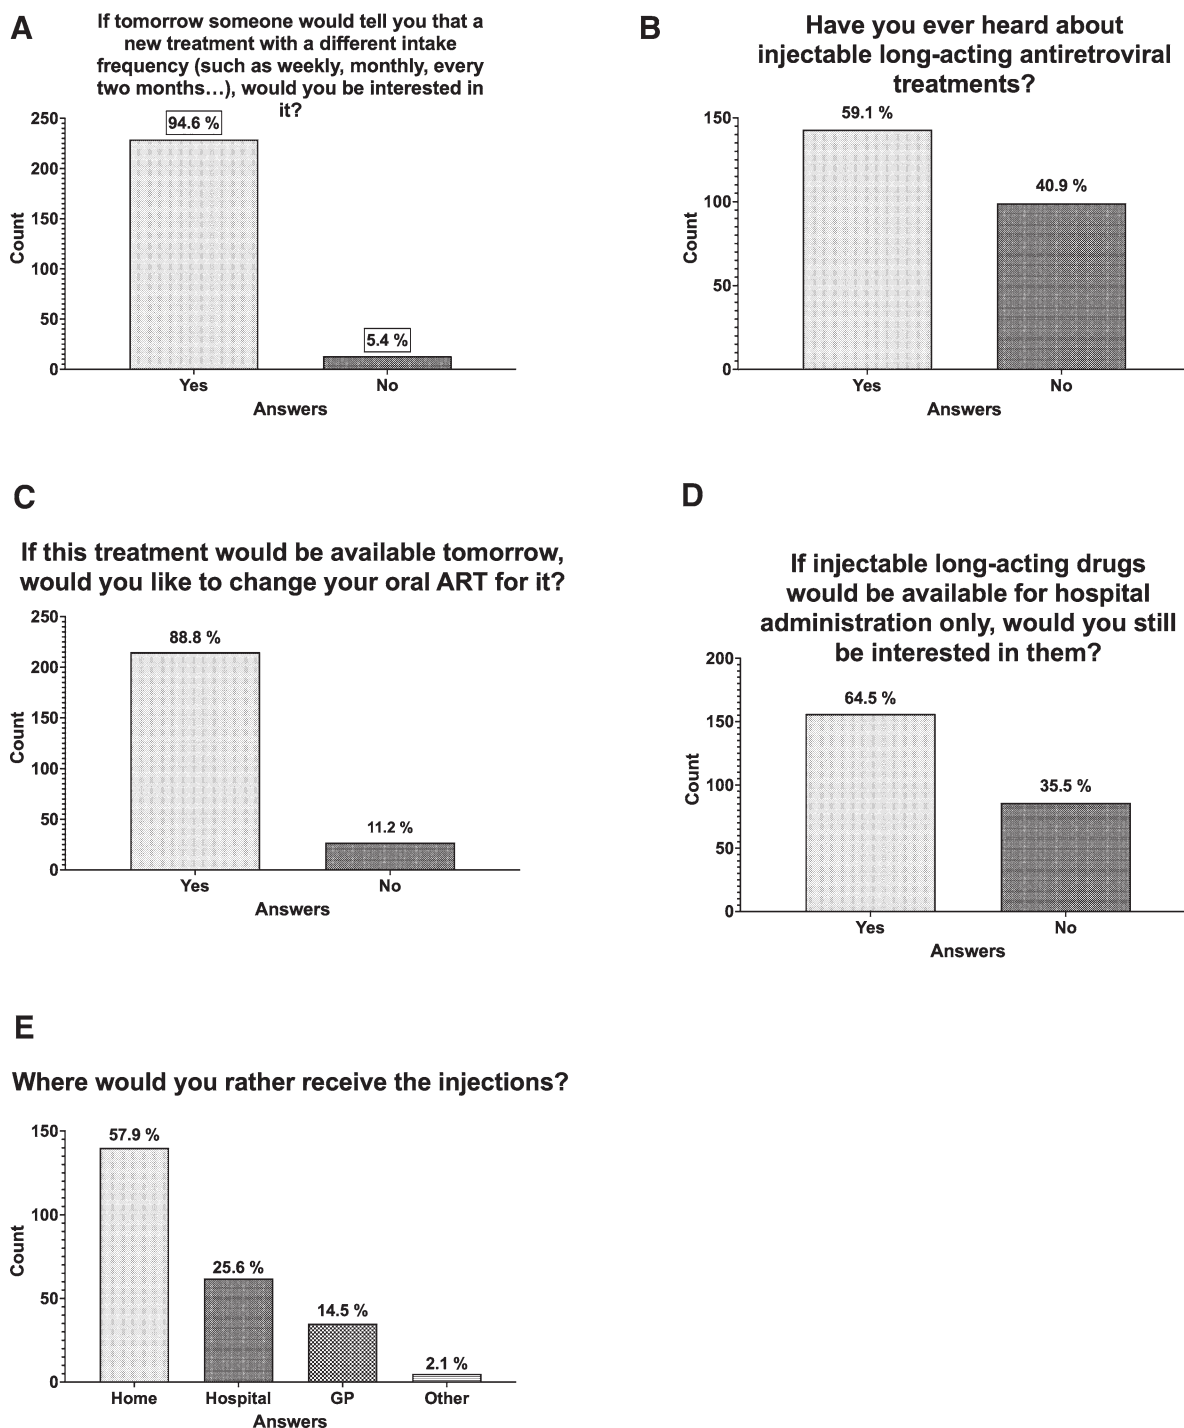 A
If tomorrow someone would tell you that a
new treatment with a different intake
frequency (such as weekly, monthly, every
two months...), would you be interested in
it?
250
200
150
100
50
0
Count
94.6 %
5.4 %
Yes
No
Answers
B
Have you ever heard about
injectable long-acting antiretroviral
treatments?
150
100
50
0
Count
59.1 %
40.9 %
Yes
No
Answers
C
If this treatment would be available tomorrow,
would you like to change your oral ART for it?
250
200
150
100
50
0
Count
88.8 %
11.2 %
Yes
No
Answers
D
If injectable long-acting drugs
would be available for hospital
administration only, would you still
be interested in them?
200
150
100
50
0
Count
64.5 %
35.5 %
Yes
No
Answers
E
Where would you rather receive the injections?
150
100
50
0
Count
57.9 %
25.6 %
14.5 %
2.1 %
Home
Hospital
GP
Other
Answers